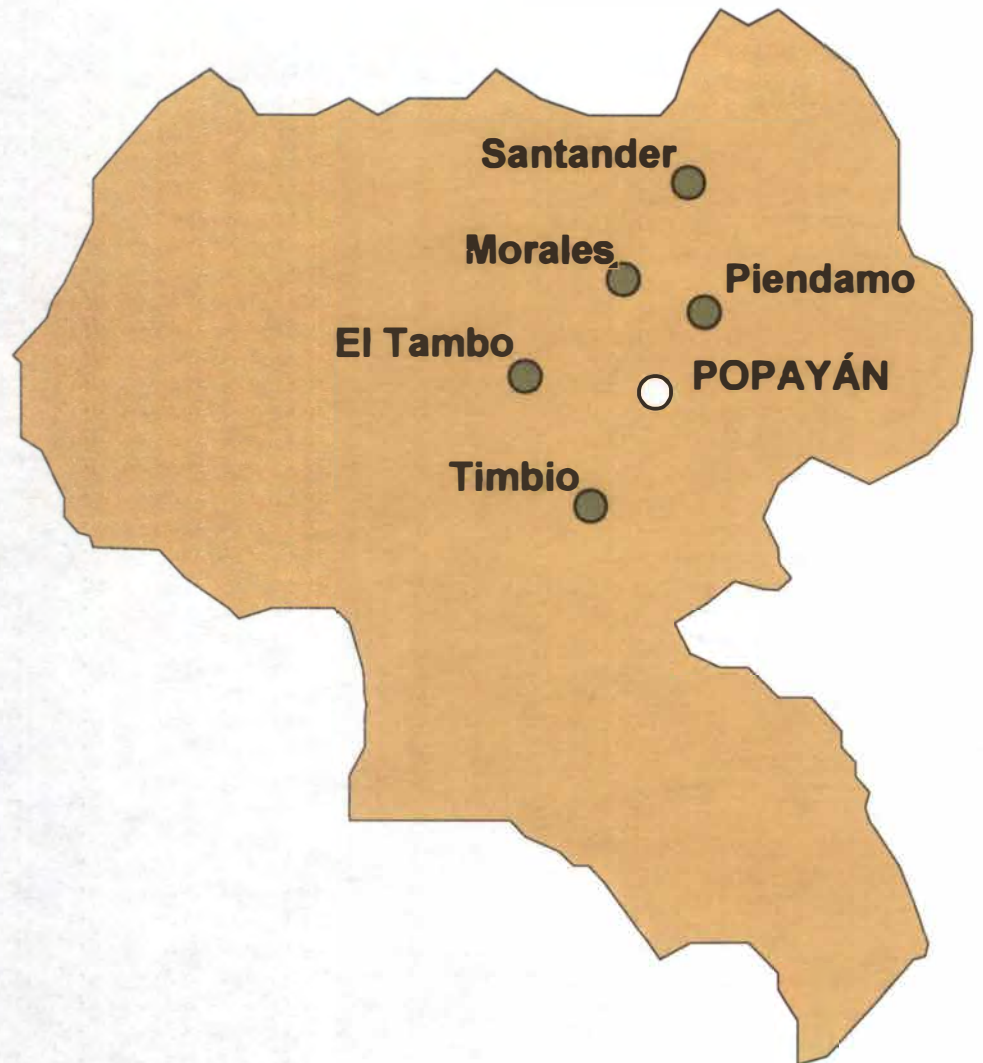 Santander
Morales
Piendamo
El Tambo
POPAYÁN
Timbio